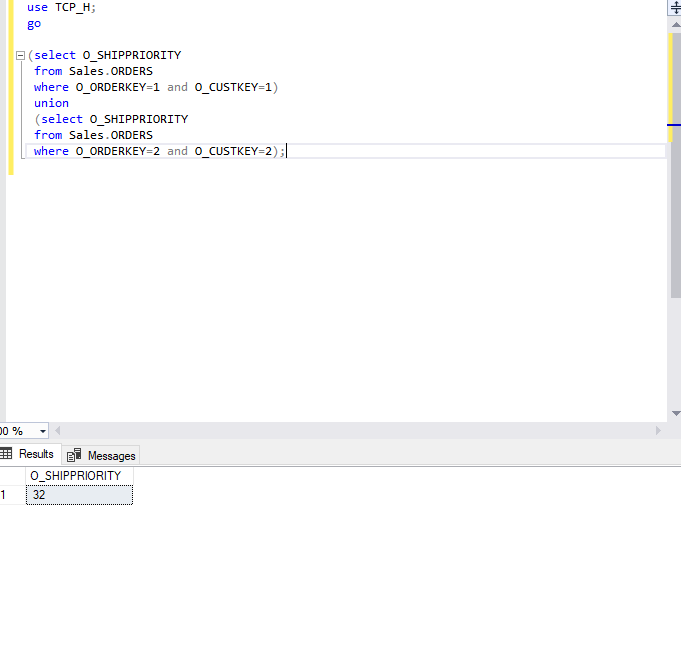 use TCP_H;
go
(select O_SHIPPRIORITY
from Sales.ORDERS
where O_ORDERKEY=1 and O_CUSTKEY=1)
union
(select O_SHIPPRIORITY
from Sales.ORDERS
where O_ORDERKEY=2 and O_CUSTKEY=2);
00 %
Results Messages
O_SHIPPRIORITY
1 32